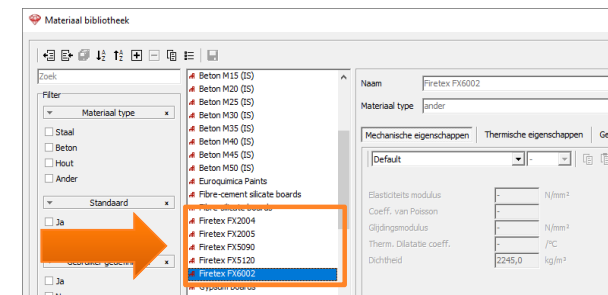 Materiaal bibliotheek
Zoek
Filter
Materiaal type x
Staal
Beton
Hout
Ander
Standaard x
Ja
Ja
Beton M15 (IS)
Beton M20 (IS)
Beton M25 (IS)
Beton M30 (IS)
Beton M35 (IS)
Beton M40 (IS)
Beton M45 (IS)
Beton M50 (IS)
Euroquimica Paints
Fibre-cement silicate boards
Firetex FX2004
Firetex FX2005
Firetex FX5090
Firetex FX5120
Firetex FX6002
Gypsum boards
Naam Firetex FX6002
Materiaal type ander
Mechanische eigenschappen Thermische eigenschappen Ge
Default -
Elasticiteits modulus - N/mm²
Coeff. van Poisson -
Glijdingsmodulus - N/mm²
Therm. Dilatatie coeff. - /°C
Dichtheid 2245,0 kg/m³